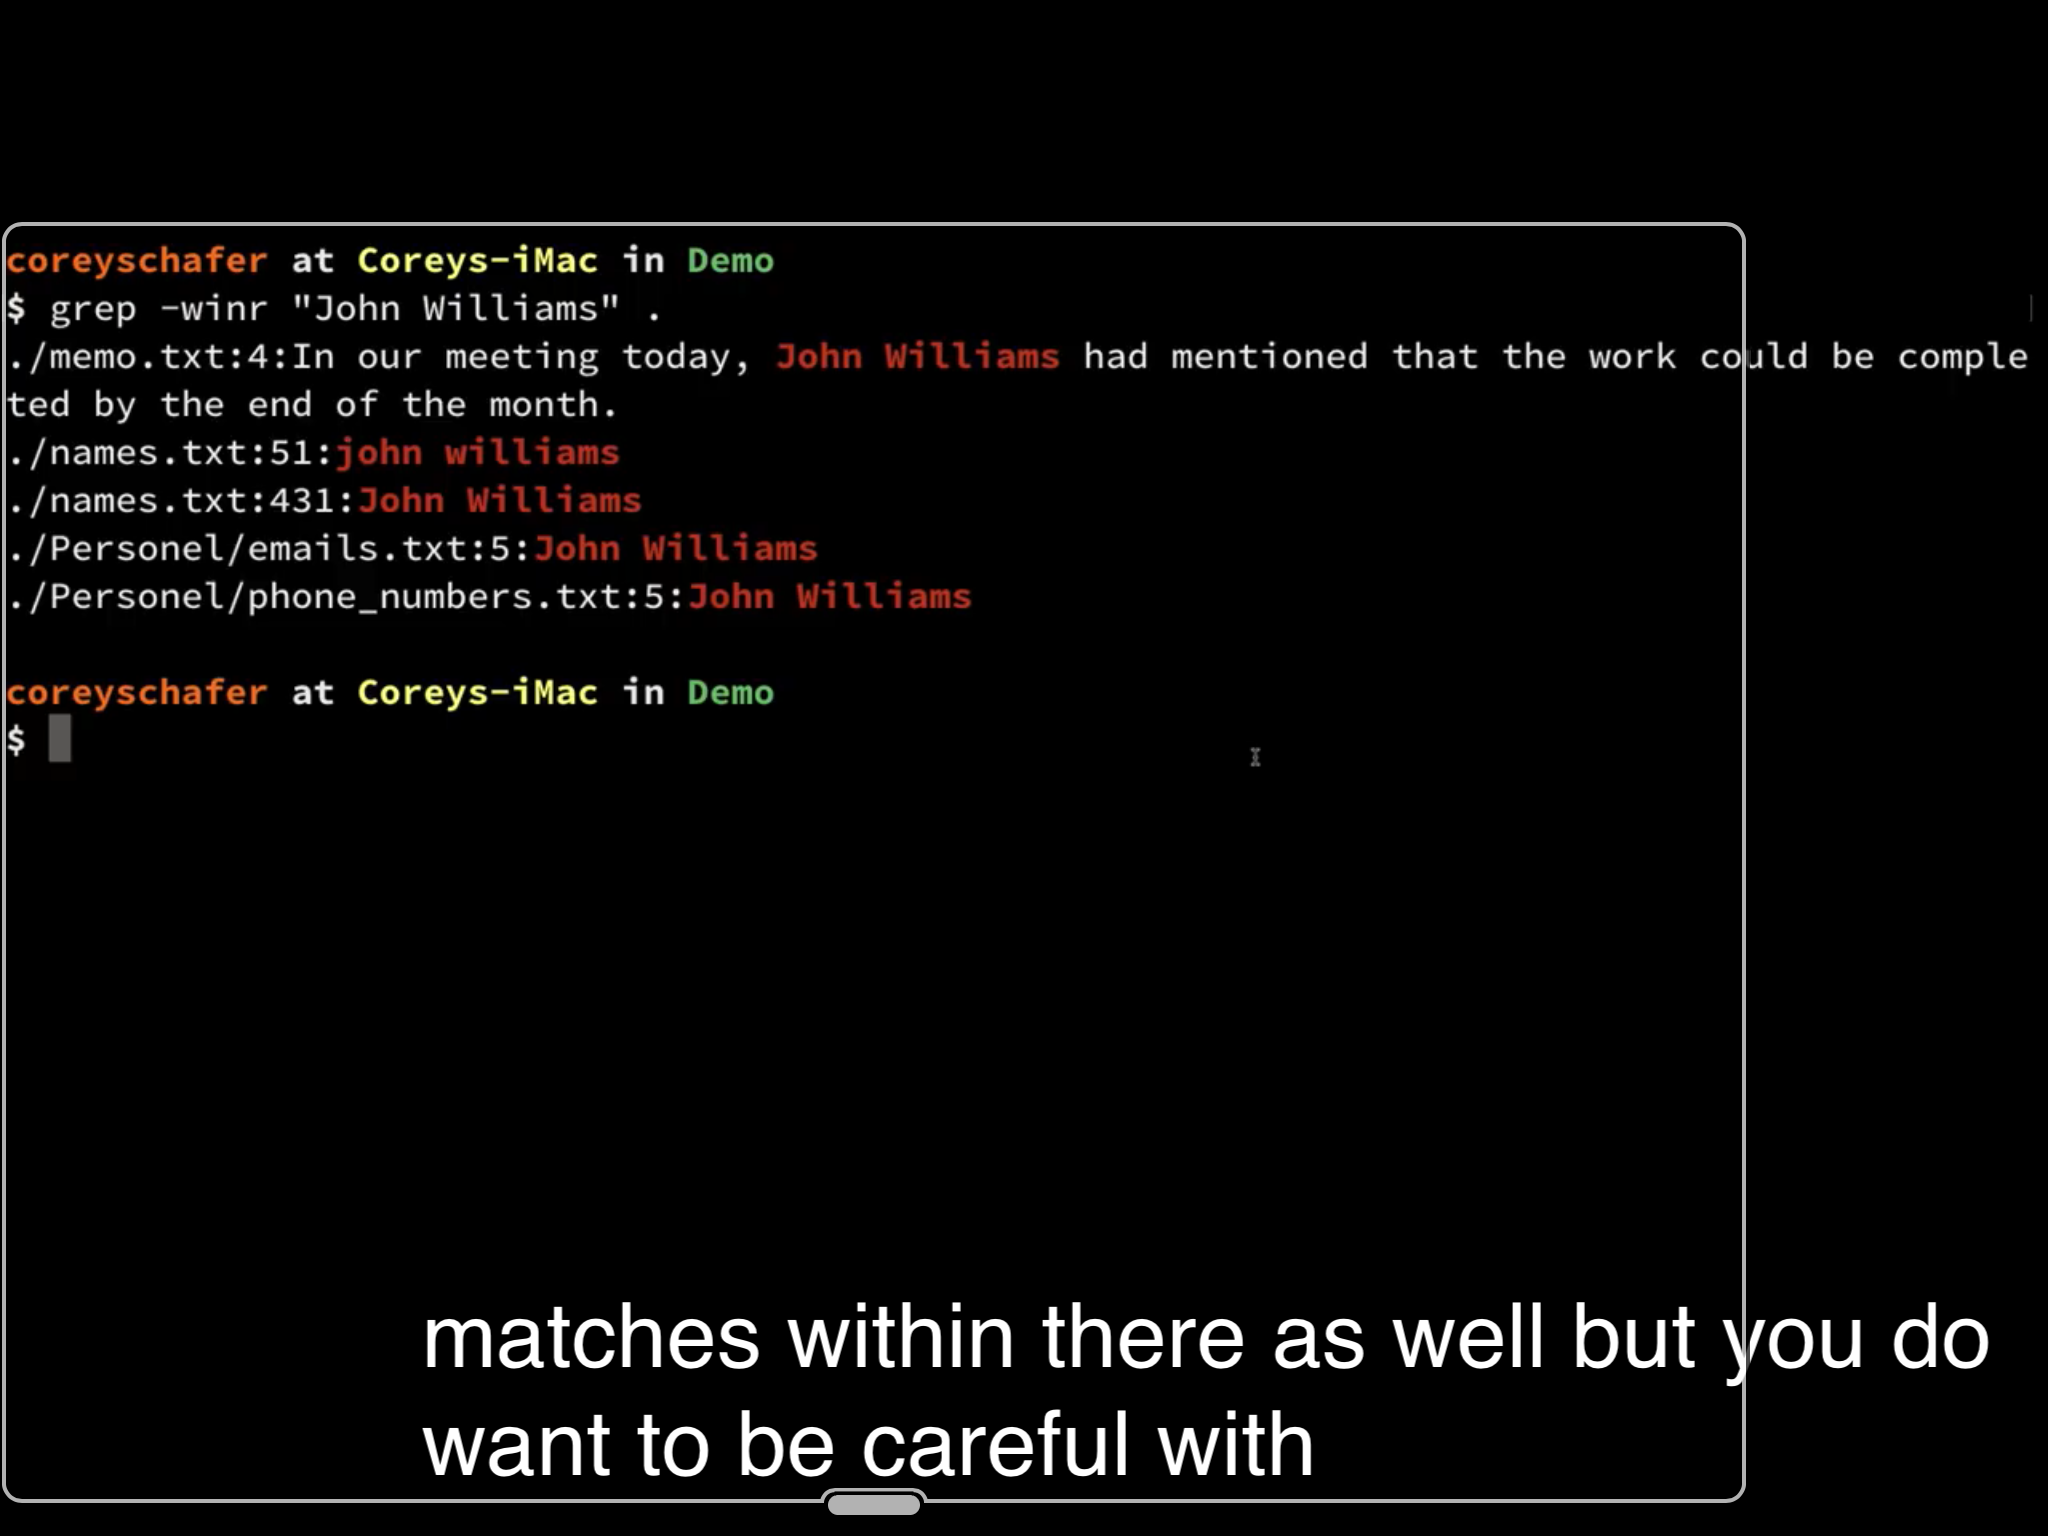 coreyschafer at Coreys-iMac in Demo
$ grep -winr "John Williams" .
./memo.txt:4:In our meeting today, John Williams had mentioned that the work could be comple
ted by the end of the month.
./names.txt:51:john williams
./names.txt:431:John Williams
./Personel/emails.txt:5:John Williams
./Personel/phone_numbers.txt:5:John Williams
coreyschafer at Coreys-iMac in Demo
$
matches within there as well but you do
want to be careful with